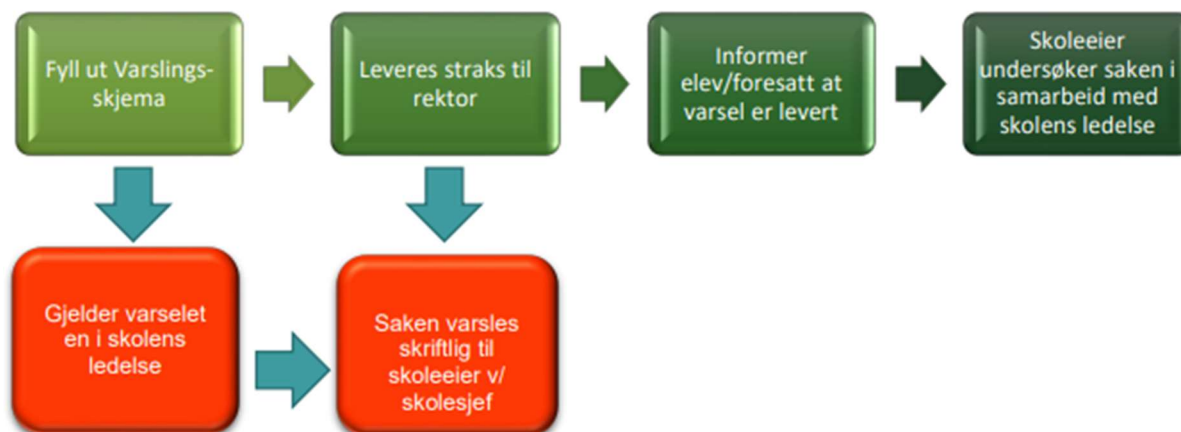 Fyll ut Varslings-
skjema
Leveres straks til
rektor
Informer
elev/foresatt at
varsel er levert
Skoleeier
undersøker saken i
samarbeid med
skolens ledelse
Gjelder varselet
en i skolens
ledelse
Saken varsles
skriftlig til
skoleeier v/
skolesjef